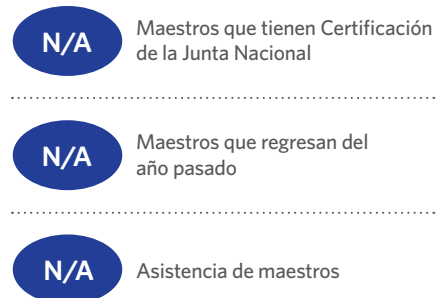 N/A
Maestros que tienen Certificación
de la Junta Nacional
N/A
Maestros que regresan del
año pasado
N/A
Asistencia de maestros